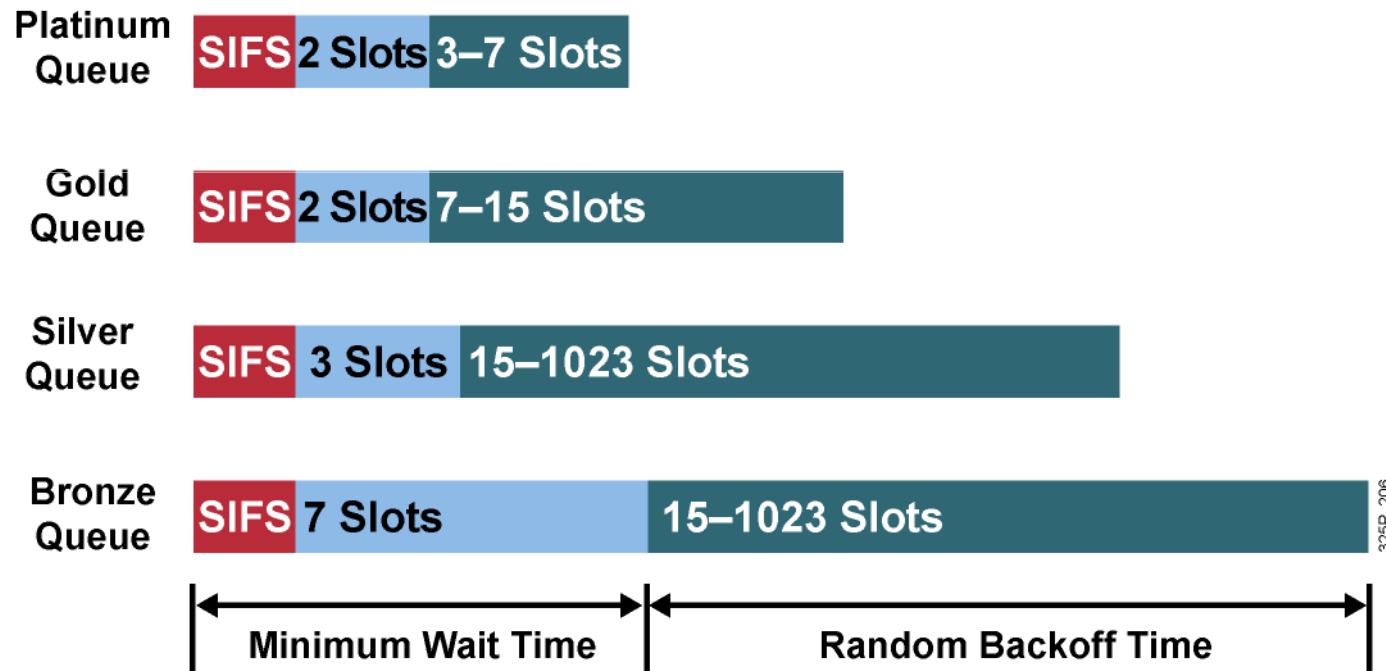 Platinum
Queue
SIFS 2 Slots 3–7 Slots
Gold
Queue
SIFS 2 Slots 7–15 Slots
Silver
Queue
SIFS 3 Slots 15–1023 Slots
Bronze
Queue
SIFS 7 Slots 15–1023 Slots
Minimum Wait Time
Random Backoff Time
325P_206